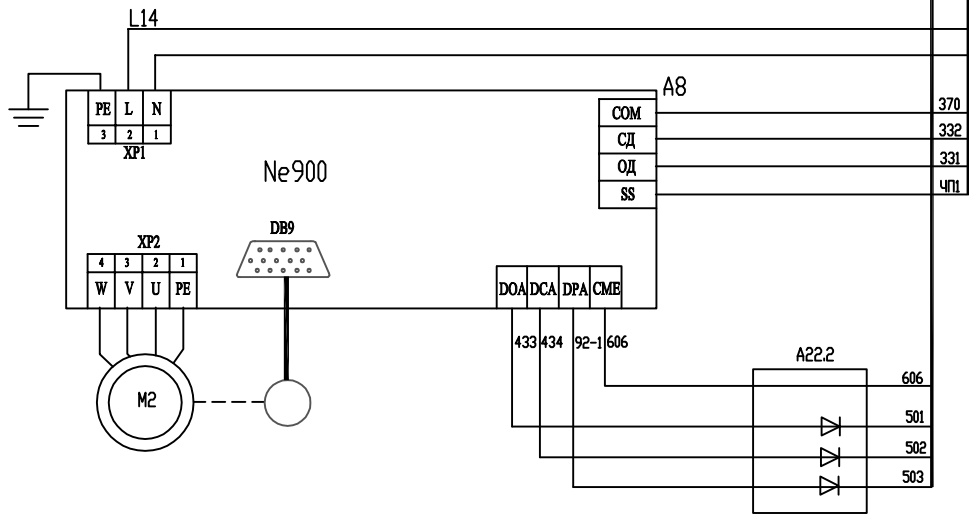 L14
A8
PE L N
3 2 1
XP1
COM 370
СД 332
ОД 331
SS ЧП1
Ne900
DB9
XP2
4 3 2 1
W V U PE
DOA DCA DPA CME
433 434 92-1 606
A22.2
M2
606
501
502
503